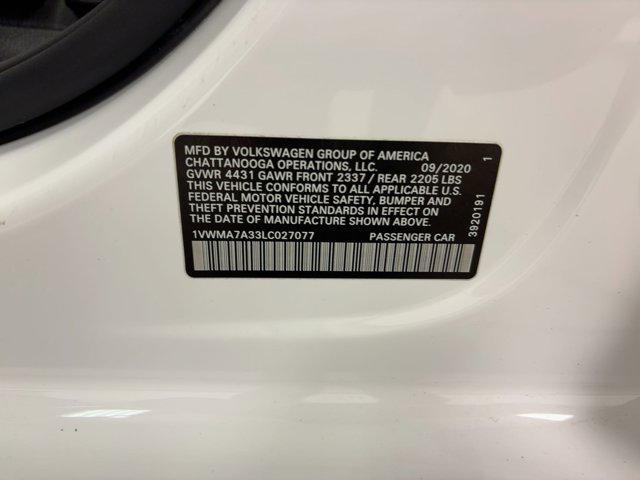 MFD BY VOLKSWAGEN GROUP OF AMERICA
CHATTANOOGA OPERATIONS, LLC. 09/2020 1
GVWR 4431 GAWR FRONT 2337 / REAR 2205 LBS
THIS VEHICLE CONFORMS TO ALL APPLICABLE U.S.
FEDERAL MOTOR VEHICLE SAFETY, BUMPER AND
THEFT PREVENTION STANDARDS IN EFFECT ON
THE DATE OF MANUFACTURE SHOWN ABOVE.
1VWMA7A33LC027077 PASSENGER CAR
3920191